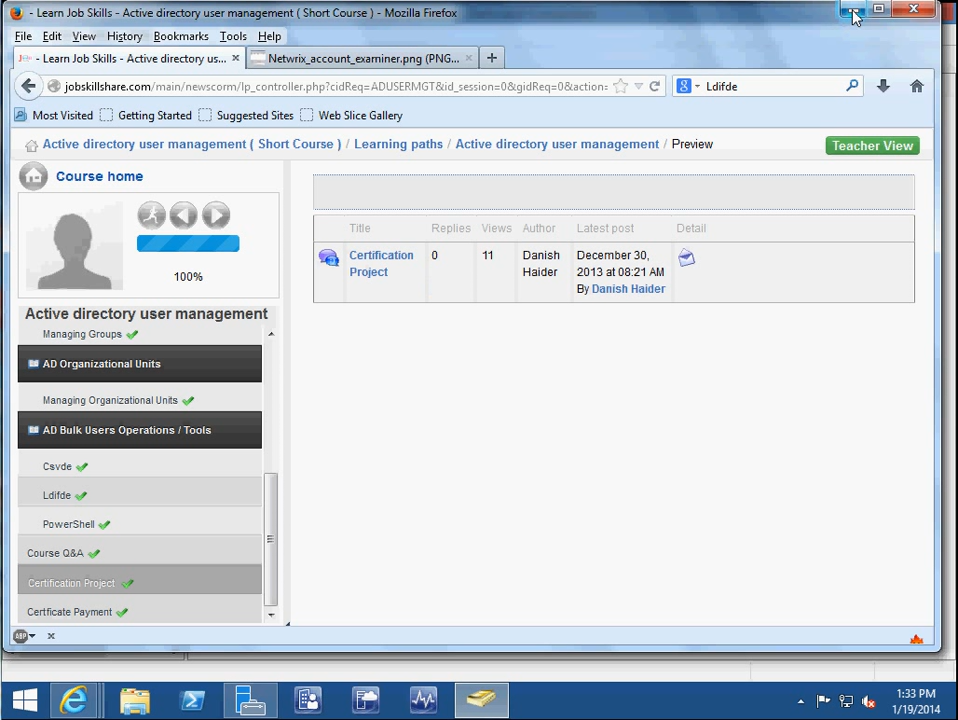 - Learn Job Skills - Active directory user management ( Short Course ) - Mozilla Firefox
File Edit View History Bookmarks Tools Help
- Learn Job Skills - Active directory us... × Netwrix_account_examiner.png (PNG... × +
jobskillshare.com/main/newscorm/lp_controller.php?cidReq=ADUSERMGT&id_session=0&gidReq=0&action= Ldifde
Most Visited Getting Started Suggested Sites Web Slice Gallery
Active directory user management ( Short Course ) / Learning paths / Active directory user management / Preview Teacher View
Course home
100%
Active directory user management
Managing Groups
AD Organizational Units
Managing Organizational Units
AD Bulk Users Operations / Tools
Csvde
Ldifde
PowerShell
Course Q&A
Certification Project
Certficate Payment
Title Replies Views Author Latest post Detail
Certification Project 0 11 Danish Haider December 30, 2013 at 08:21 AM By Danish Haider
ABP
1:33 PM
1/19/2014